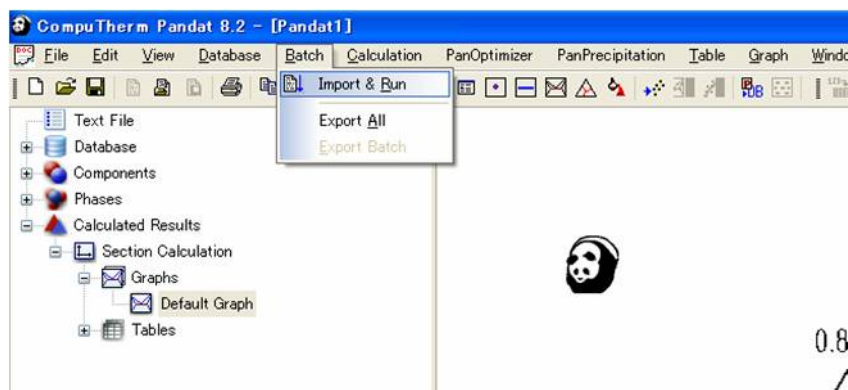 CompuTherm Pandat 8.2 - [Pandat1]
File Edit View Database Batch Calculation PanOptimizer PanPrecipitation Table Graph
Import & Run
Text File
Export All
Database
Export Batch
Components
Phases
Calculated Results
Section Calculation
Graphs
Default Graph
Tables
0.8